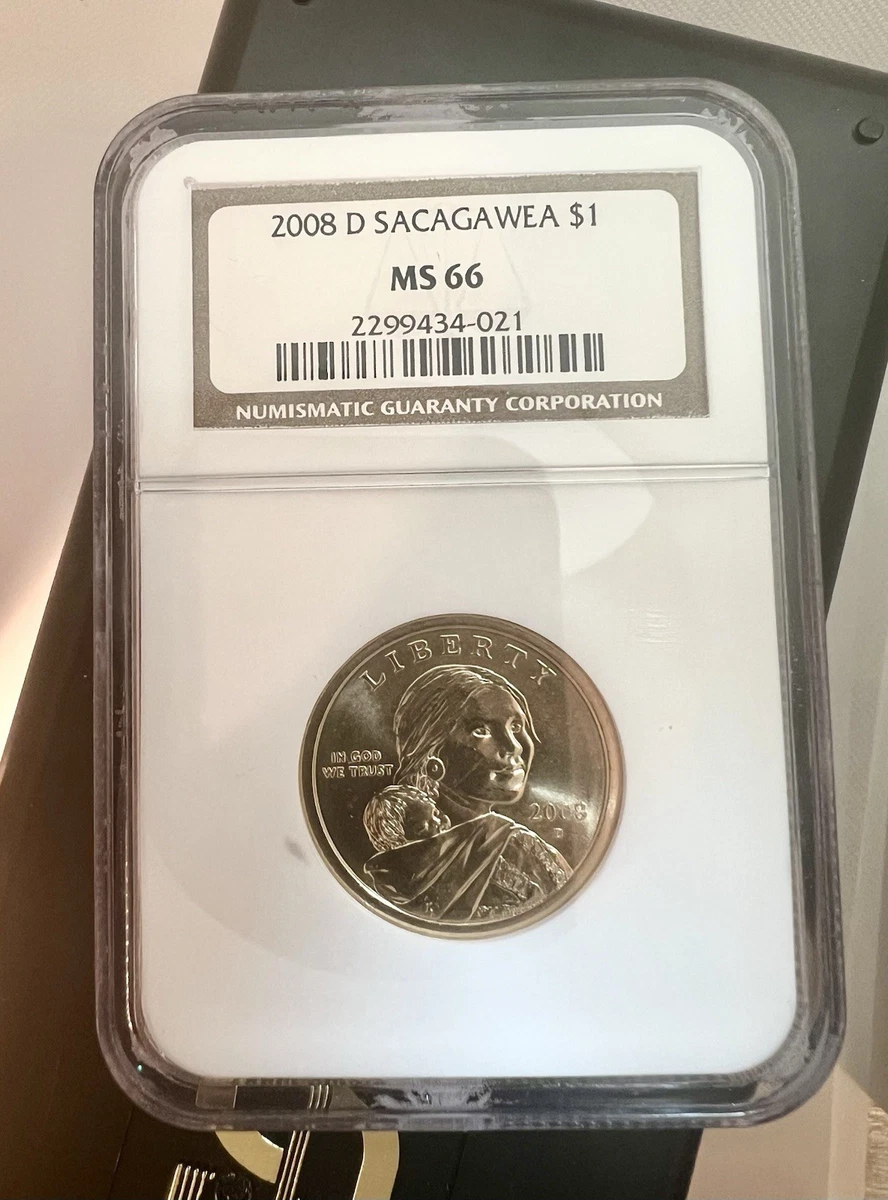 2008 D SACAGAWEA $1
MS 66
2299434-021
NUMISMATIC GUARANTY CORPORATION
LIBERTY
IN GOD
WE TRUST
2008
D